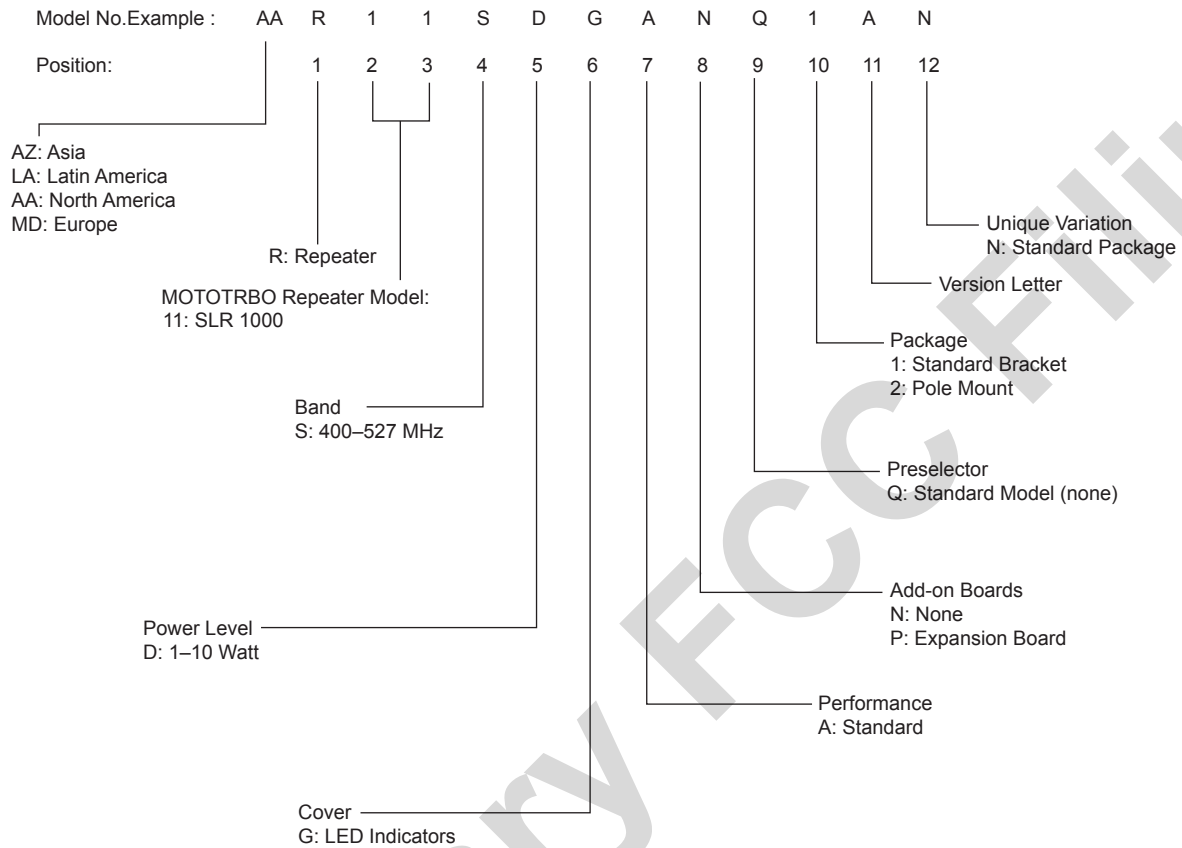 Model No.Example : AA R 1 1 S D G A N Q 1 A N
Position: 1 2 3 4 5 6 7 8 9 10 11 12
AZ: Asia
LA: Latin America
AA: North America
MD: Europe
R: Repeater
MOTOTRBO Repeater Model:
11: SLR 1000
Unique Variation
N: Standard Package
Version Letter
Package
1: Standard Bracket
2: Pole Mount
Band
S: 400–527 MHz
Preselector
Q: Standard Model (none)
Add-on Boards
N: None
P: Expansion Board
Power Level
D: 1–10 Watt
Performance
A: Standard
Cover
G: LED Indicators
ry FCC Filin